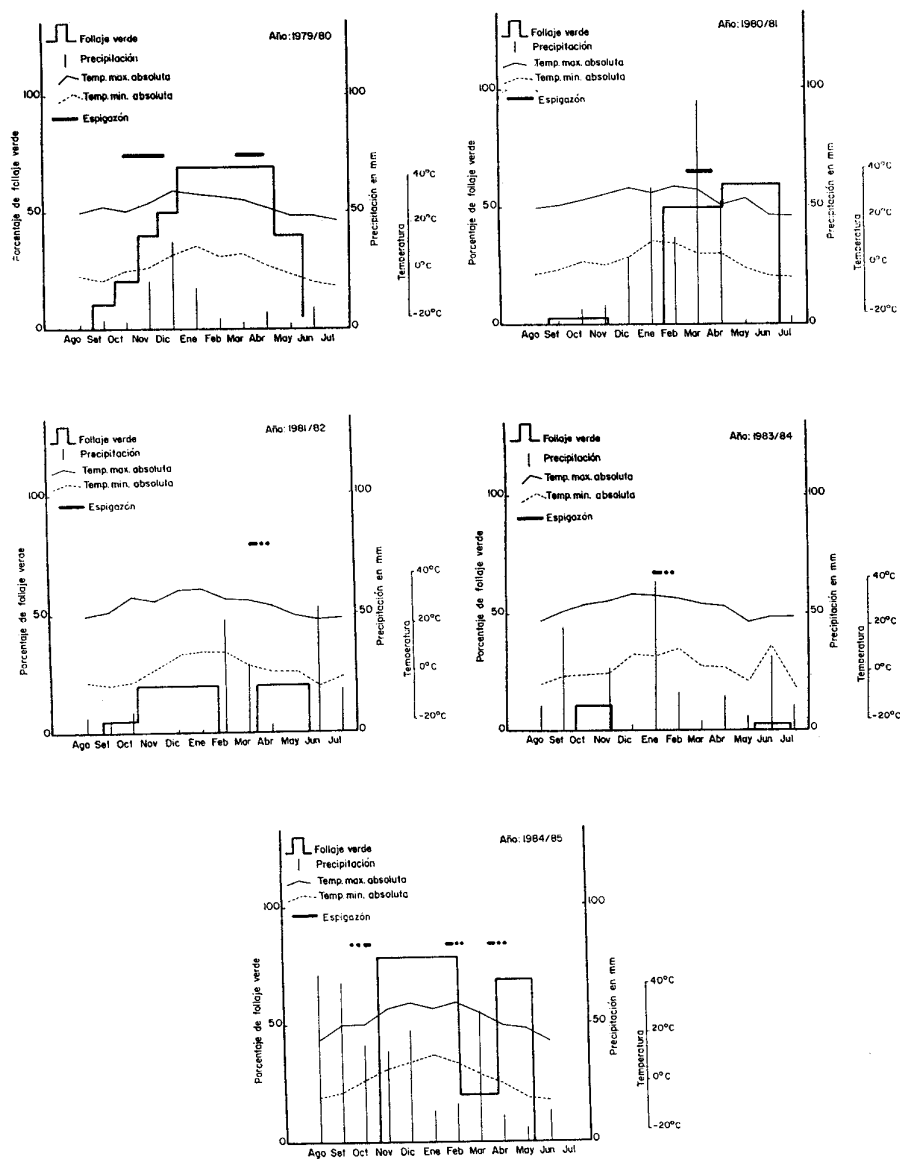 Follaje verde
Año: 1979/80
Precipitación
Temp. max. absoluta
Temp. min. absoluta
Espigazón
100
50
0
Porcentaje de follaje verde
100
50
0
Precipitación en mm
40°C
20°C
0°C
-20°C
Temperatura
Ago Set Oct Nov Dic Ene Feb Mar Abr May Jun Jul
Follaje verde
Año: 1980/81
Precipitación
Temp. max. absoluta
Temp. min. absoluta
Espigazón
100
50
0
Porcentaje de follaje verde
100
50
0
Precipitación en mm
40°C
20°C
0°C
-20°C
Temperatura
Ago Set Oct Nov Dic Ene Feb Mar Abr May Jun Jul
Follaje verde
Año: 1981/82
Precipitación
Temp. max. absoluta
Temp. min. absoluta
Espigazón
100
50
0
Porcentaje de follaje verde
100
50
0
Precipitación en mm
40°C
20°C
0°C
-20°C
Temperatura
Ago Set Oct Nov Dic Ene Feb Mar Abr May Jun Jul
Follaje verde
Año: 1983/84
Precipitación
Temp. max. absoluta
Temp. min. absoluta
Espigazón
100
50
0
Porcentaje de follaje verde
100
50
0
Precipitación en mm
40°C
20°C
0°C
-20°C
Temperatura
Ago Set Oct Nov Dic Ene Feb Mar Abr May Jun Jul
Follaje verde
Año: 1984/85
Precipitación
Temp. max. absoluta
Temp. min. absoluta
Espigazón
100
50
0
Porcentaje de follaje verde
100
50
0
Precipitación en mm
40°C
20°C
0°C
-20°C
Temperatura
Ago Set Oct Nov Dic Ene Feb Mar Abr May Jun Jul